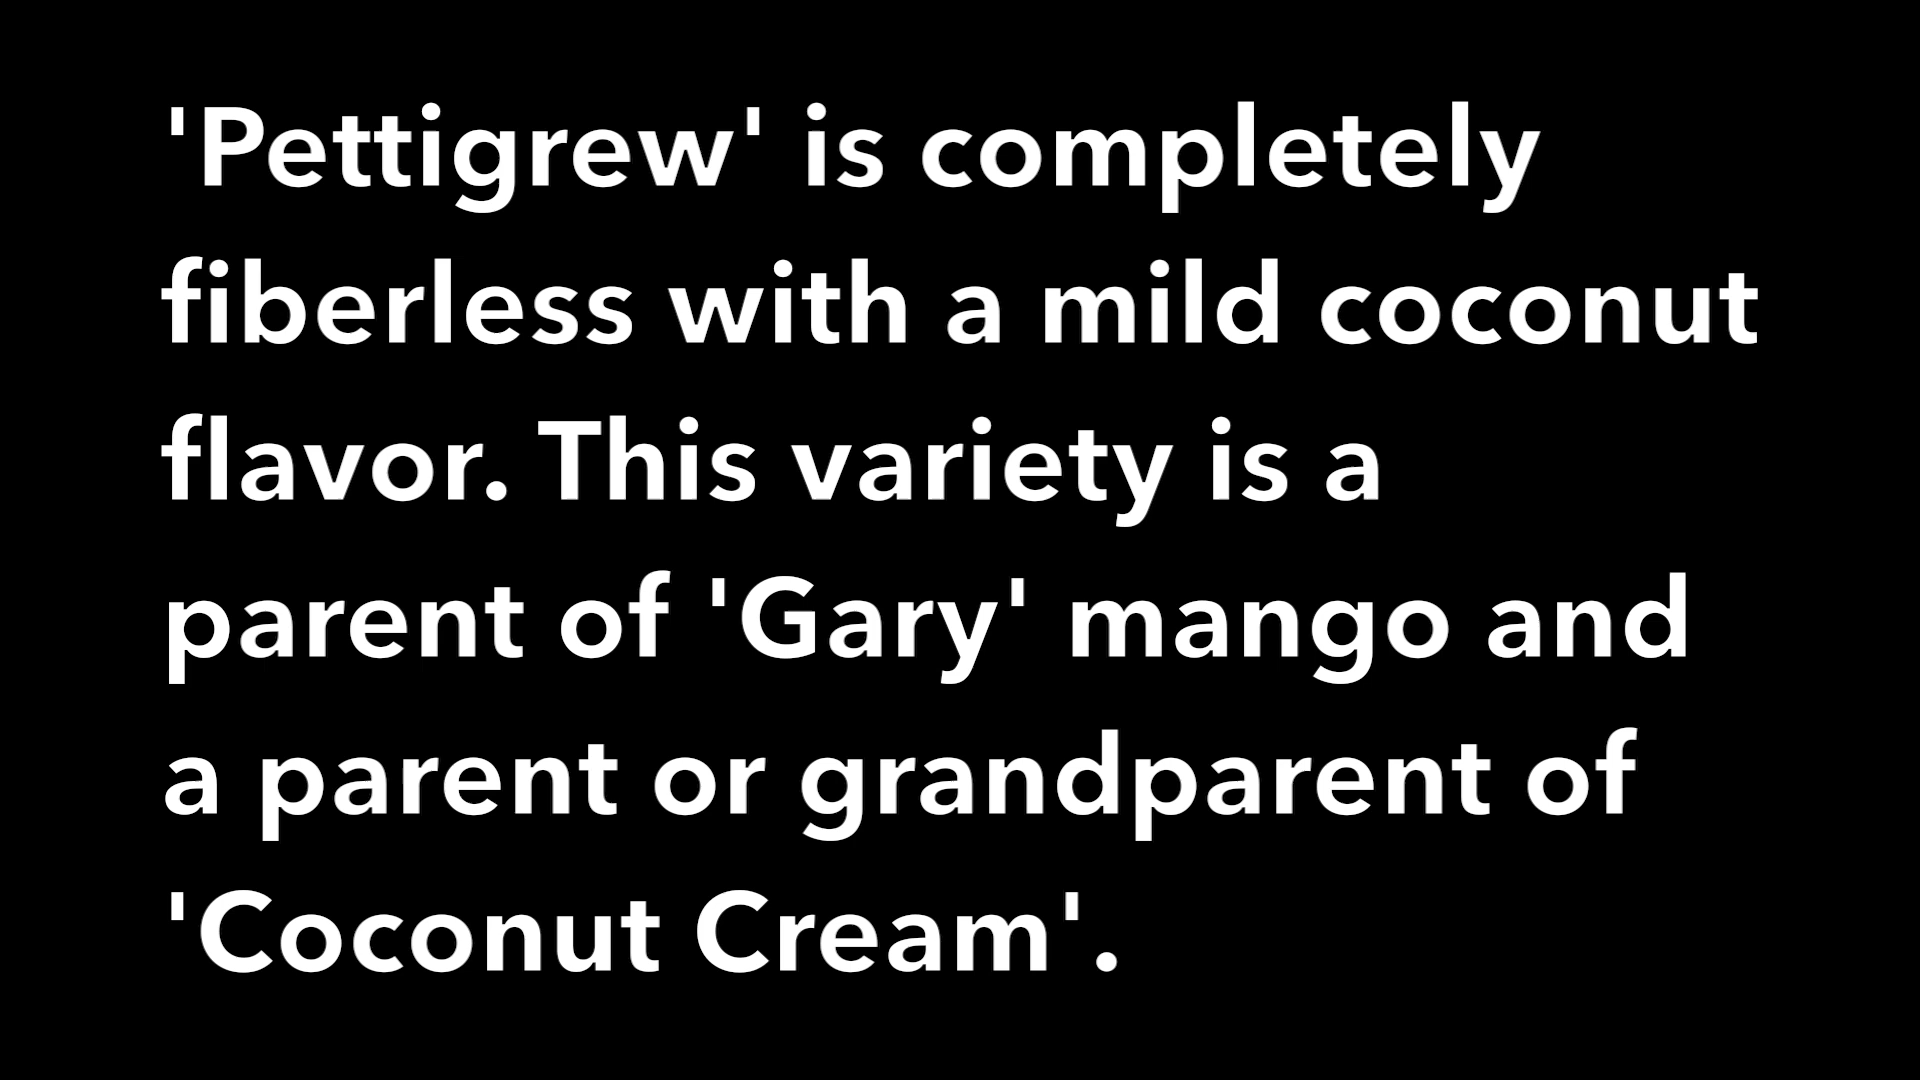 'Pettigrew' is completely
fiberless with a mild coconut
flavor. This variety is a
parent of 'Gary' mango and
a parent or grandparent of
'Coconut Cream'.